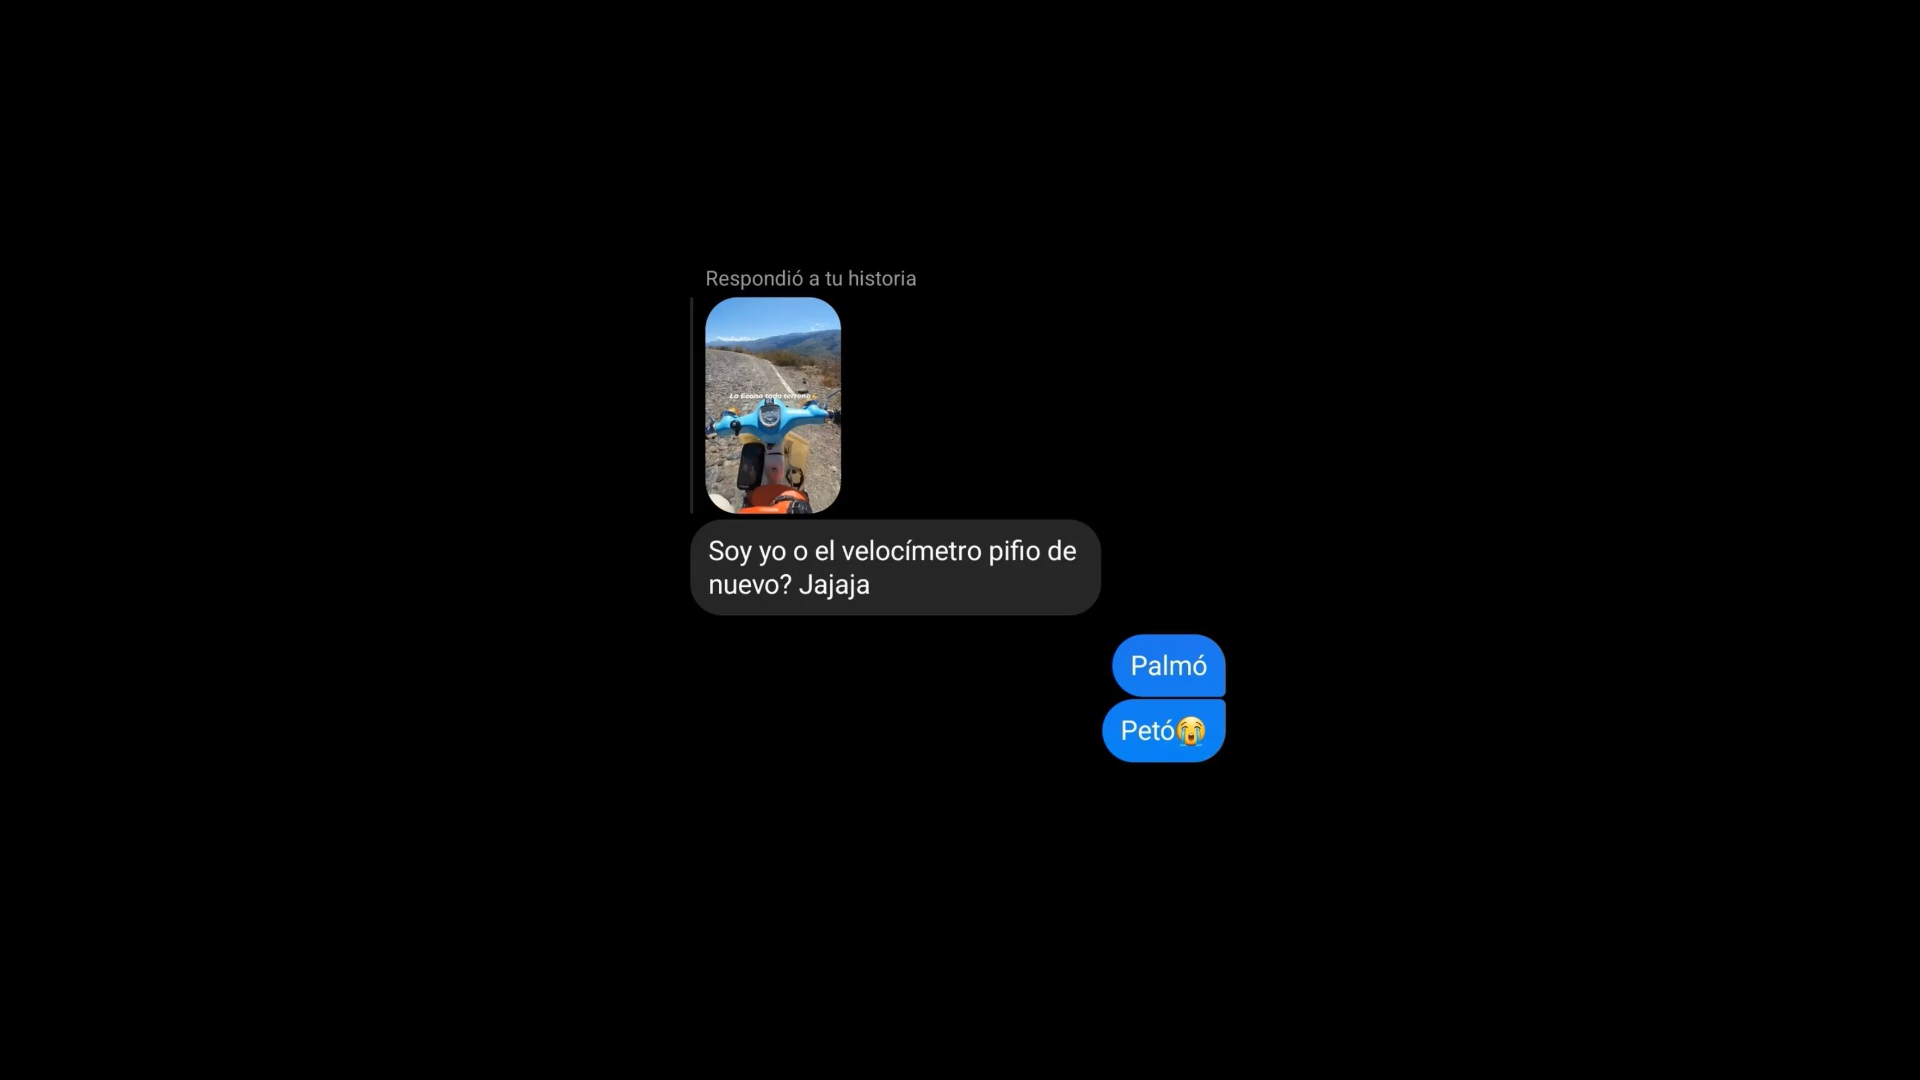 Respondió a tu historia
La Econo todo terreno
Soy yo o el velocímetro pifio de
nuevo? Jajaja
Palmó
Petó😭